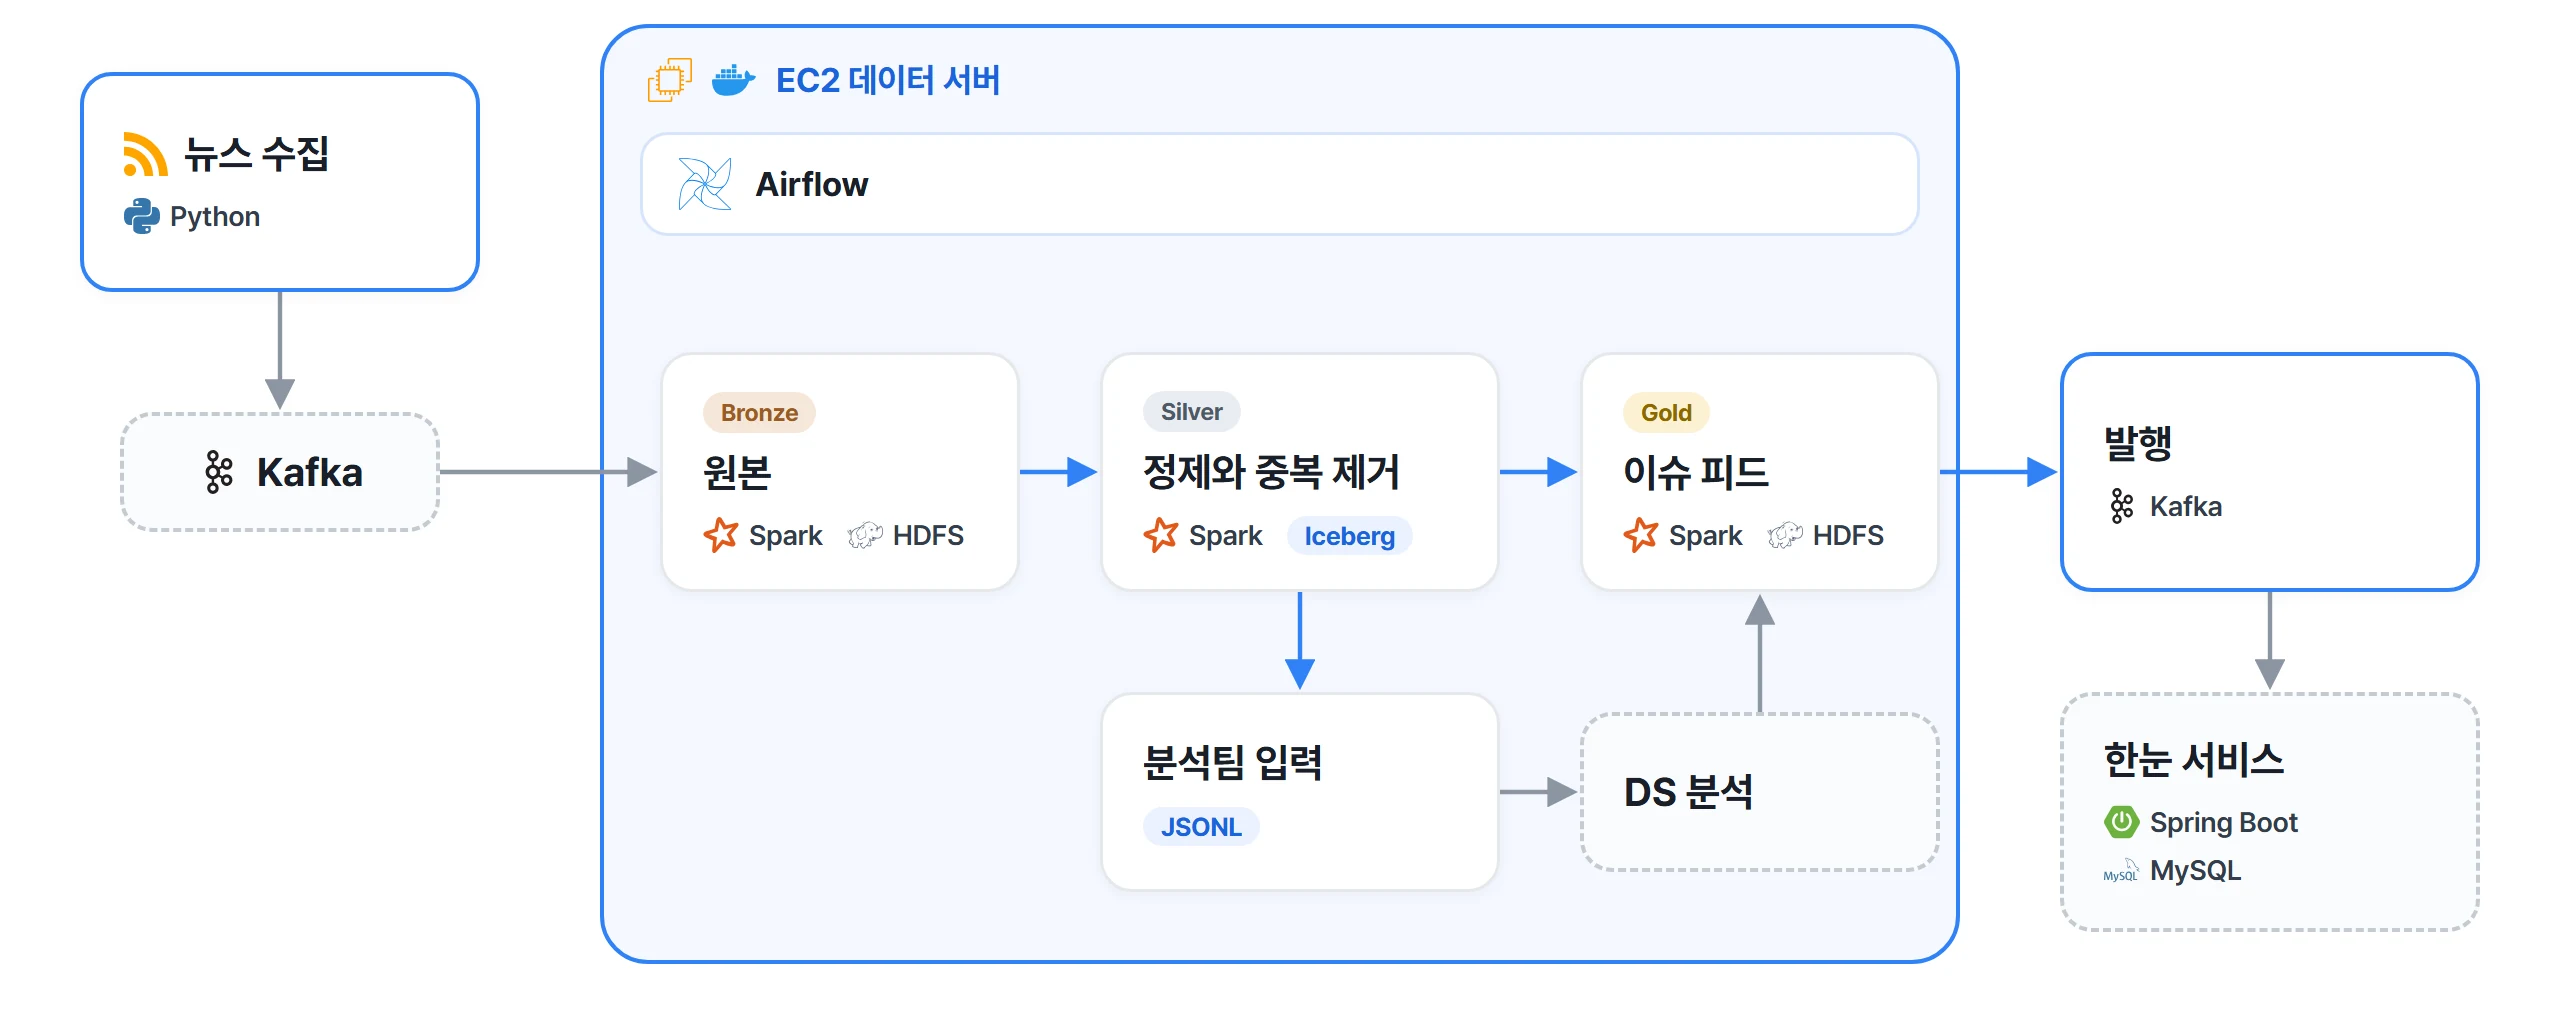 뉴스 수집
Python
Kafka
EC2 데이터 서버
Airflow
Bronze
원본
Spark HDFS
Silver
정제와 중복 제거
Spark Iceberg
Gold
이슈 피드
Spark HDFS
분석팀 입력
JSONL
DS 분석
발행
Kafka
한눈 서비스
Spring Boot
MySQL MySQL